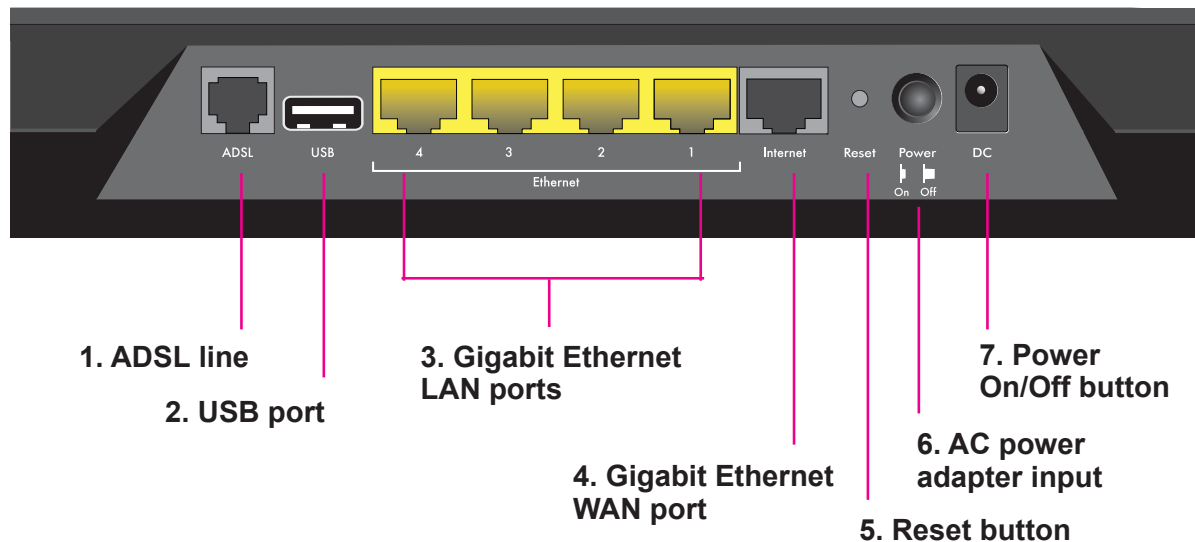 ADSL USB 4 3 2 1 Internet Reset Power DC
Ethernet
On Off
1. ADSL line
2. USB port
3. Gigabit Ethernet
LAN ports
4. Gigabit Ethernet
WAN port
5. Reset button
6. AC power
adapter input
7. Power
On/Off button